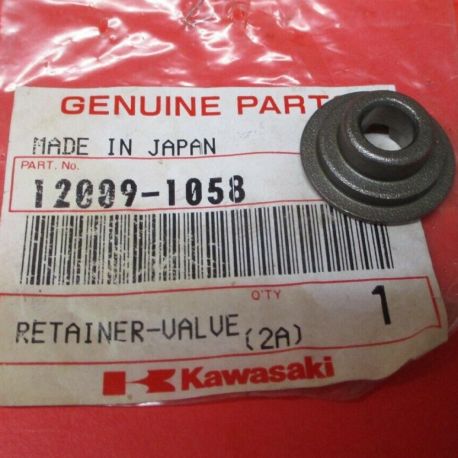 GENUINE PART
MADE IN JAPAN
PART. No.
12009-1058
Q'TY
1
RETAINER-VALVE (2A)
Kawasaki